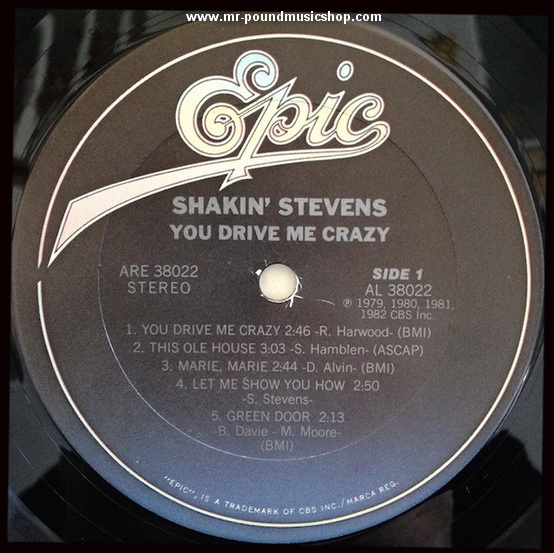 www.mr-poundmusicshop.com
Epic
SHAKIN' STEVENS
YOU DRIVE ME CRAZY
ARE 38022
STEREO
SIDE 1
AL 38022
℗ 1979, 1980, 1981,
1982 CBS Inc.
1. YOU DRIVE ME CRAZY 2:46 -R. Harwood- (BMI)
2. THIS OLE HOUSE 3:03 -S. Hamblen- (ASCAP)
3. MARIE, MARIE 2:44 -D. Alvin- (BMI)
4. LET ME SHOW YOU HOW 2:50
-S. Stevens-
5. GREEN DOOR 2:13
-B. Davie - M. Moore-
(BMI)
"EPIC", IS A TRADEMARK OF CBS INC./MARCA REG.